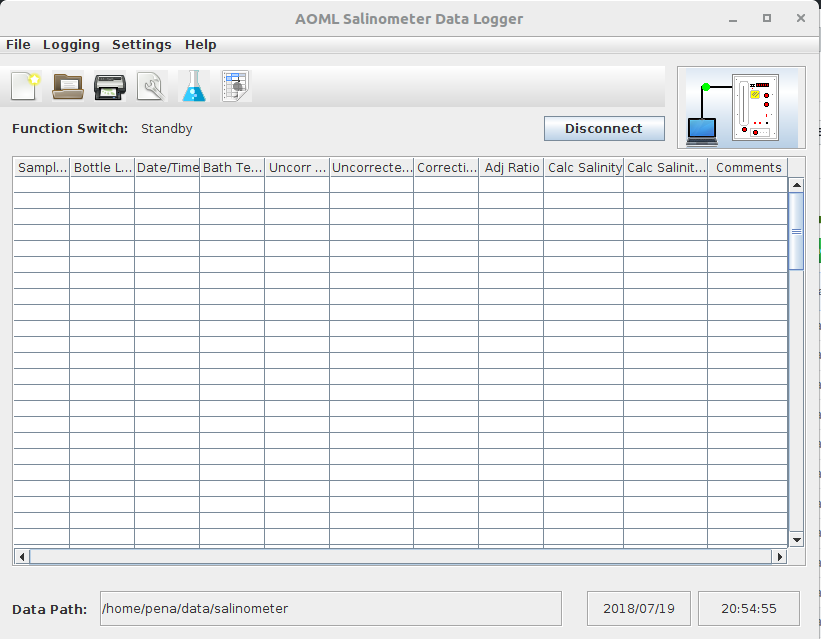 AOML Salinometer Data Logger
File Logging Settings Help
Function Switch: Standby
Disconnect
Sampl... Bottle L... Date/Time Bath Te... Uncorr ... Uncorrecte... Correcti... Adj Ratio Calc Salinity Calc Salinit... Comments
Data Path: /home/pena/data/salinometer 2018/07/19 20:54:55